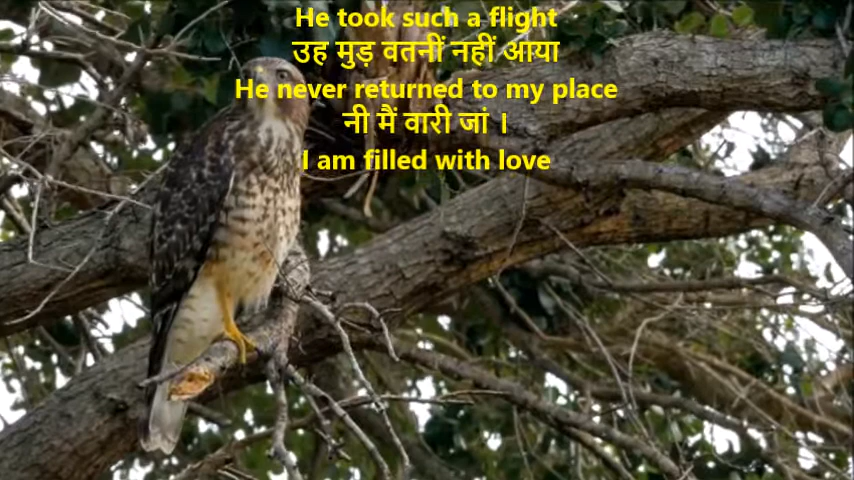 He took such a flight
उह मुड़ वतनीं नहीं आया
He never returned to my place
नी मैं वारी जां ।
I am filled with love